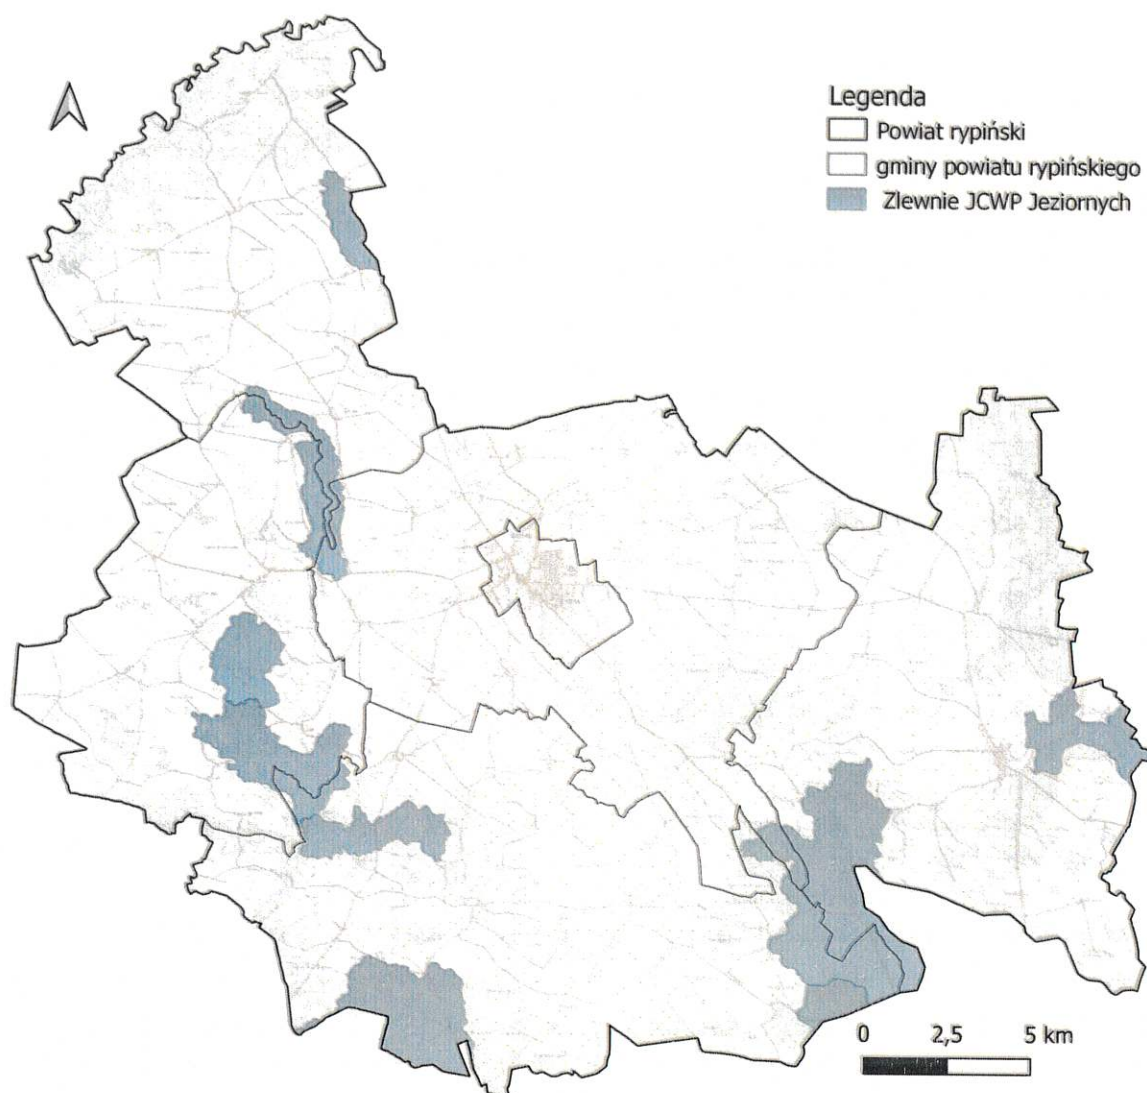 Legenda
Powiat rypiński
gminy powiatu rypińskiego
Zlewnie JCWP Jeziornych
0 2,5 5 km